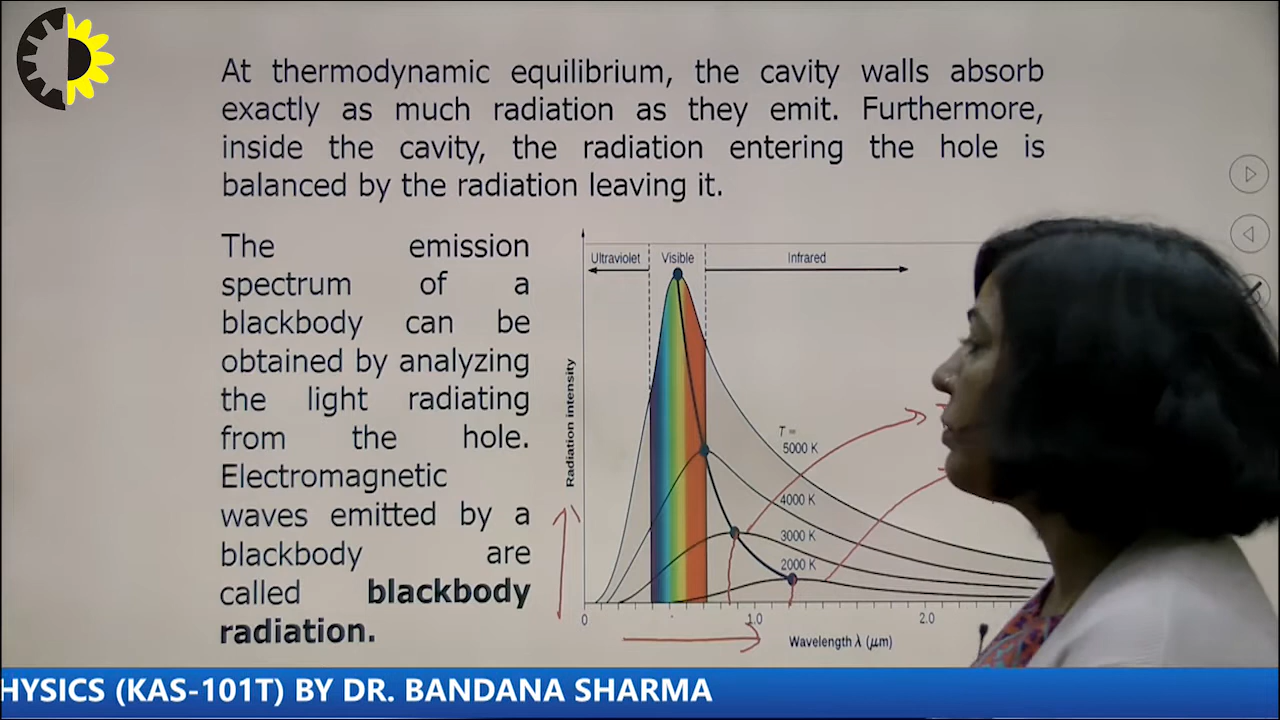 At thermodynamic equilibrium, the cavity walls absorb
exactly as much radiation as they emit. Furthermore,
inside the cavity, the radiation entering the hole is
balanced by the radiation leaving it.
The emission
spectrum of a
blackbody can be
obtained by analyzing
the light radiating
from the hole.
Electromagnetic
waves emitted by a
blackbody are
called blackbody
radiation.
Ultraviolet Visible Infrared
Radiation intensity
T =
5000 K
4000 K
3000 K
2000 K
0 1.0 2.0
Wavelength λ (μm)
HYSICS (KAS-101T) BY DR. BANDANA SHARMA